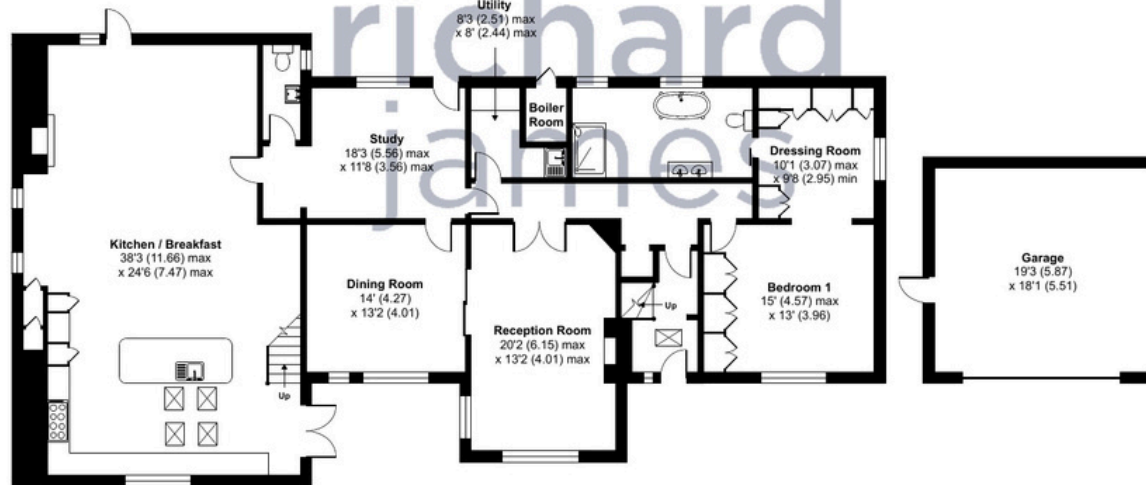 richard
james
Utility
8'3 (2.51) max
x 8' (2.44) max
Boiler
Room
Study
18'3 (5.56) max
x 11'8 (3.56) max
Dressing Room
10'1 (3.07) max
x 9'8 (2.95) min
Kitchen / Breakfast
38'3 (11.66) max
x 24'6 (7.47) max
Dining Room
14' (4.27)
x 13'2 (4.01)
Reception Room
20'2 (6.15) max
x 13'2 (4.01) max
Up
Bedroom 1
15' (4.57) max
x 13' (3.96)
Garage
19'3 (5.87)
x 18'1 (5.51)
Up